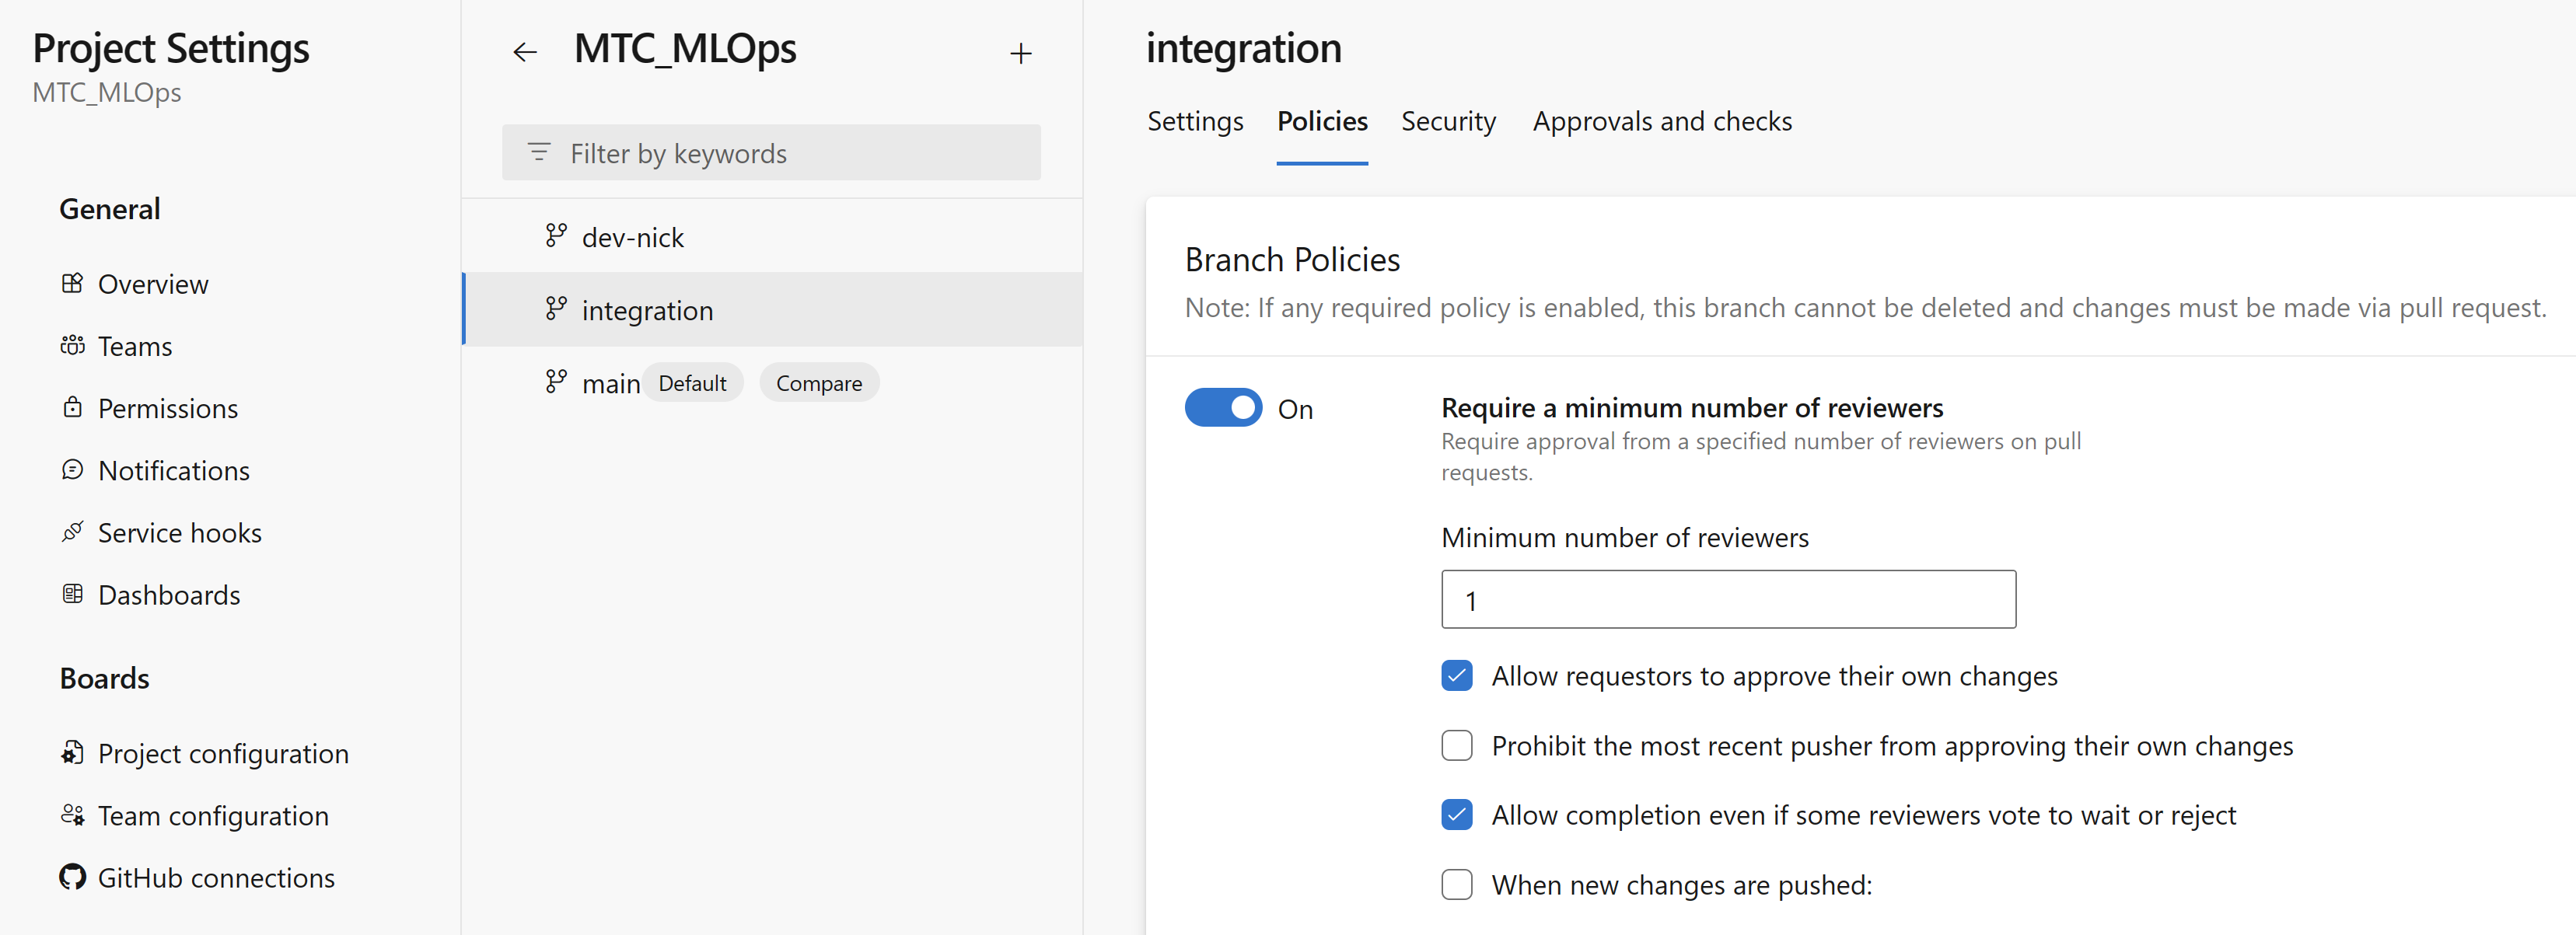 Project Settings
MTC_MLOps
General
Overview
Teams
Permissions
Notifications
Service hooks
Dashboards
Boards
Project configuration
Team configuration
GitHub connections
MTC_MLOps
Filter by keywords
dev-nick
integration
main Default Compare
integration
Settings Policies Security Approvals and checks
Branch Policies
Note: If any required policy is enabled, this branch cannot be deleted and changes must be made via pull request.
On
Require a minimum number of reviewers
Require approval from a specified number of reviewers on pull
requests.
Minimum number of reviewers
1
Allow requestors to approve their own changes
Prohibit the most recent pusher from approving their own changes
Allow completion even if some reviewers vote to wait or reject
When new changes are pushed: